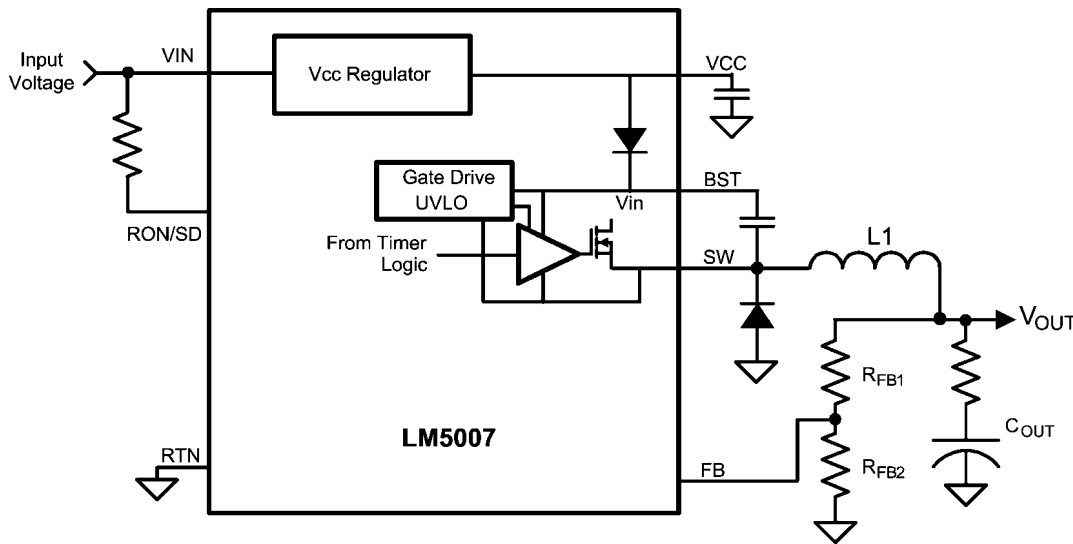 Input
Voltage
VIN
Vcc Regulator
VCC
Gate Drive
UVLO
Vin
BST
RON/SD
From Timer
Logic
SW
L1
VOUT
RFB1
COUT
LM5007
RTN
FB
RFB2